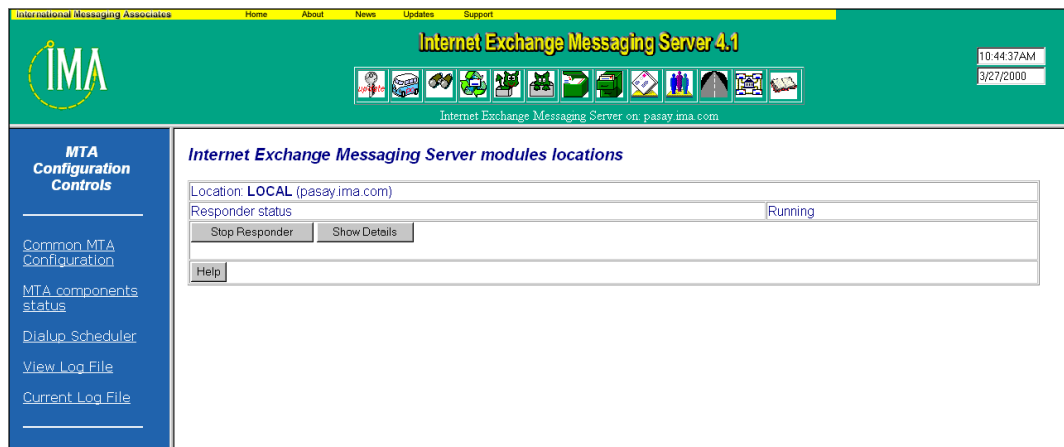 International Messaging Associates Home About News Updates Support
IMA
Internet Exchange Messaging Server 4.1
10:44:37AM
3/27/2000
update
Internet Exchange Messaging Server on: pasay.ima.com
MTA
Configuration
Controls
Common MTA
Configuration
MTA components
status
Dialup Scheduler
View Log File
Current Log File
Internet Exchange Messaging Server modules locations
Location: LOCAL (pasay.ima.com)
Responder status Running
Stop Responder Show Details
Help